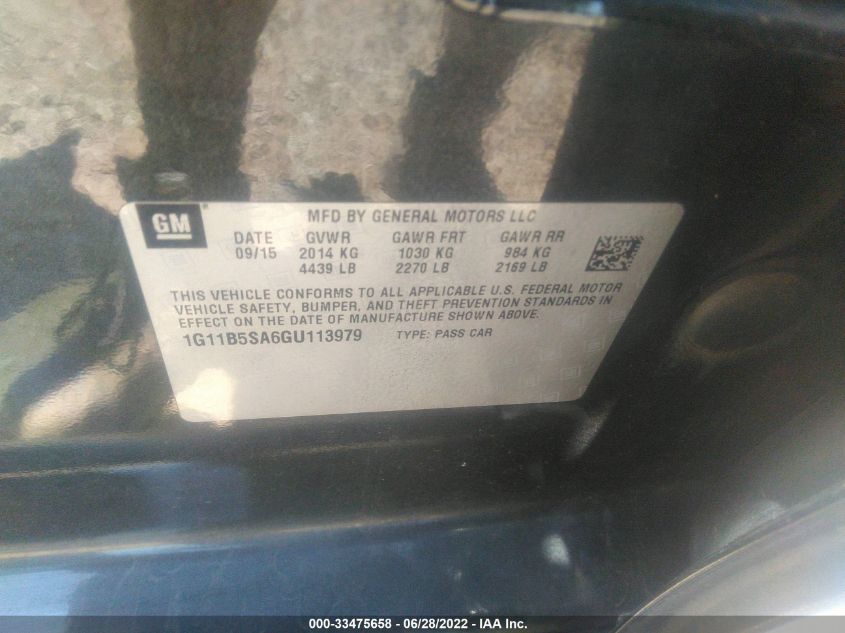 GM
MFD BY GENERAL MOTORS LLC
DATE GVWR GAWR FRT GAWR RR
09/15 2014 KG 1030 KG 984 KG
4439 LB 2270 LB 2169 LB
THIS VEHICLE CONFORMS TO ALL APPLICABLE U.S. FEDERAL MOTOR
VEHICLE SAFETY, BUMPER, AND THEFT PREVENTION STANDARDS IN
EFFECT ON THE DATE OF MANUFACTURE SHOWN ABOVE.
1G11B5SA6GU113979 TYPE: PASS CAR
000-33475658 - 06/28/2022 - IAA Inc.